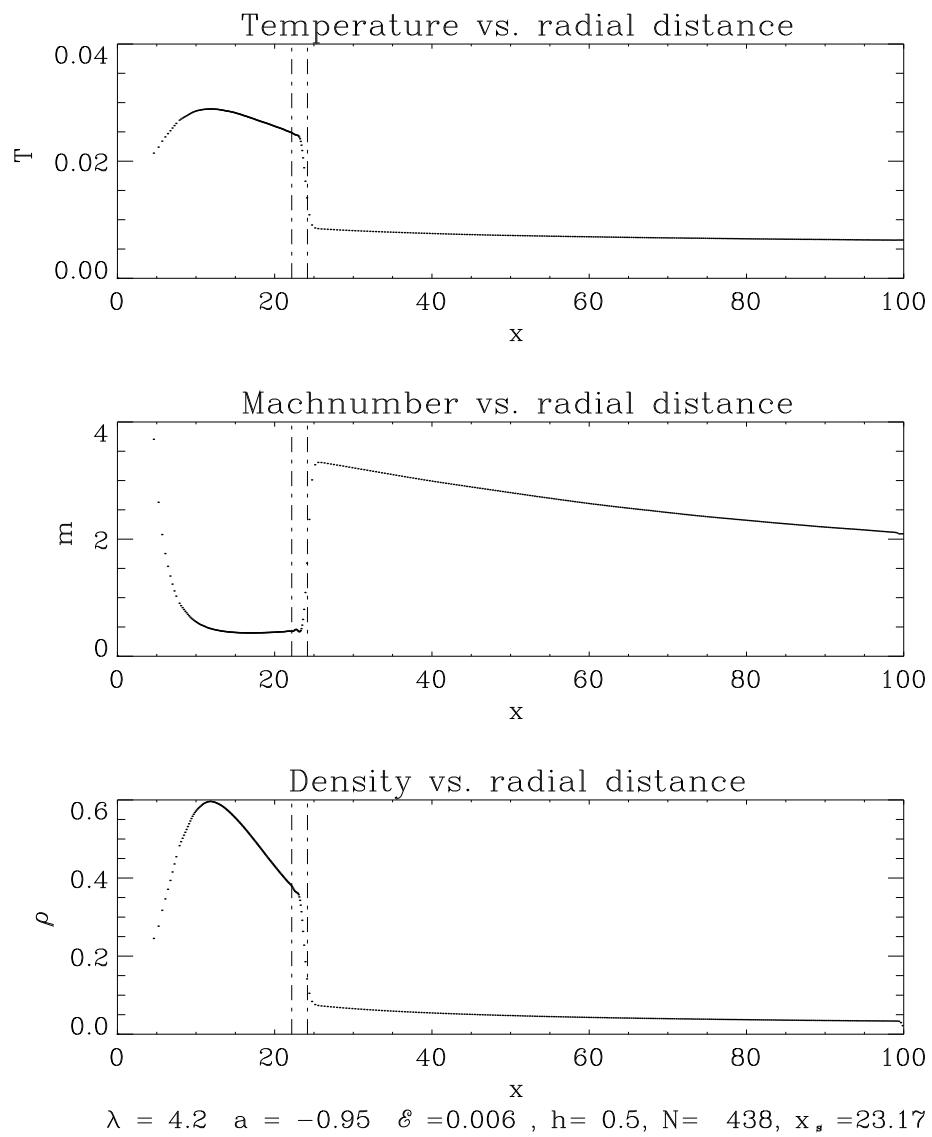 Temperature vs. radial distance
0.04
0.02
0.00
T
0 20 40 60 80 100
x
Machnumber vs. radial distance
4
2
0
m
0 20 40 60 80 100
x
Density vs. radial distance
0.6
0.4
0.2
0.0
ρ
0 20 40 60 80 100
x
λ = 4.2 a = −0.95 ℰ =0.006 , h= 0.5, N= 438, xₛ =23.17